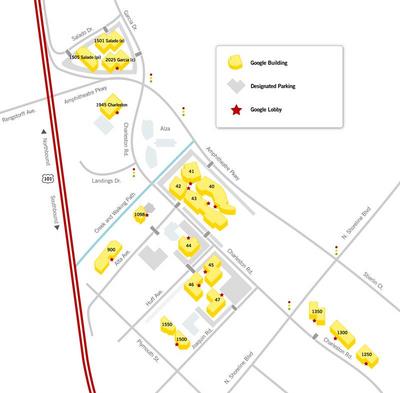 Garcia Dr.
Salado Dr.
1501 Salado (s)
1505 Salado (pi)
2025 Garcia (c)
Google Building
Designated Parking
Google Lobby
Amphitheatre Pkwy
Rengstorff Ave.
1945 Charleston
Charleston Rd.
Alza
Northbound
101
Southbound
Landings Dr.
Amphitheatre Pkwy
41
42
40
43
Creek and Walking Path
1098
N. Shoreline Blvd
900
Alta Ave.
44
Charleston Rd.
45
46
47
Huff Ave.
Stierlin Ct.
1550
1500
Joaquin Rd.
Plymouth St.
1350
1300
1250
Charleston Rd.
N. Shoreline Blvd